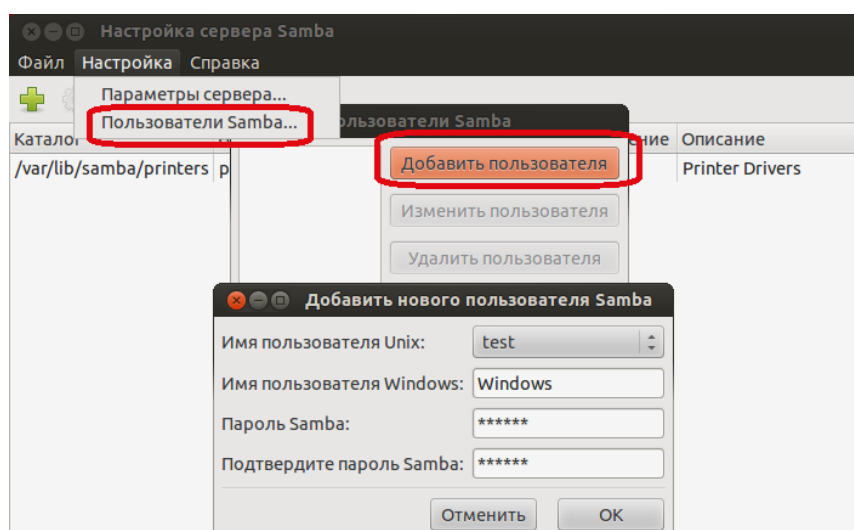 Настройка сервера Samba
Файл Настройка Справка
Параметры сервера...
Пользователи Samba...
Samba
Каталог Описание
/var/lib/samba/printers Printer Drivers
Добавить пользователя
Изменить пользователя
Удалить пользователя
Добавить нового пользователя Samba
Имя пользователя Unix: test
Имя пользователя Windows: Windows
Пароль Samba: ******
Подтвердите пароль Samba: ******
Отменить OK